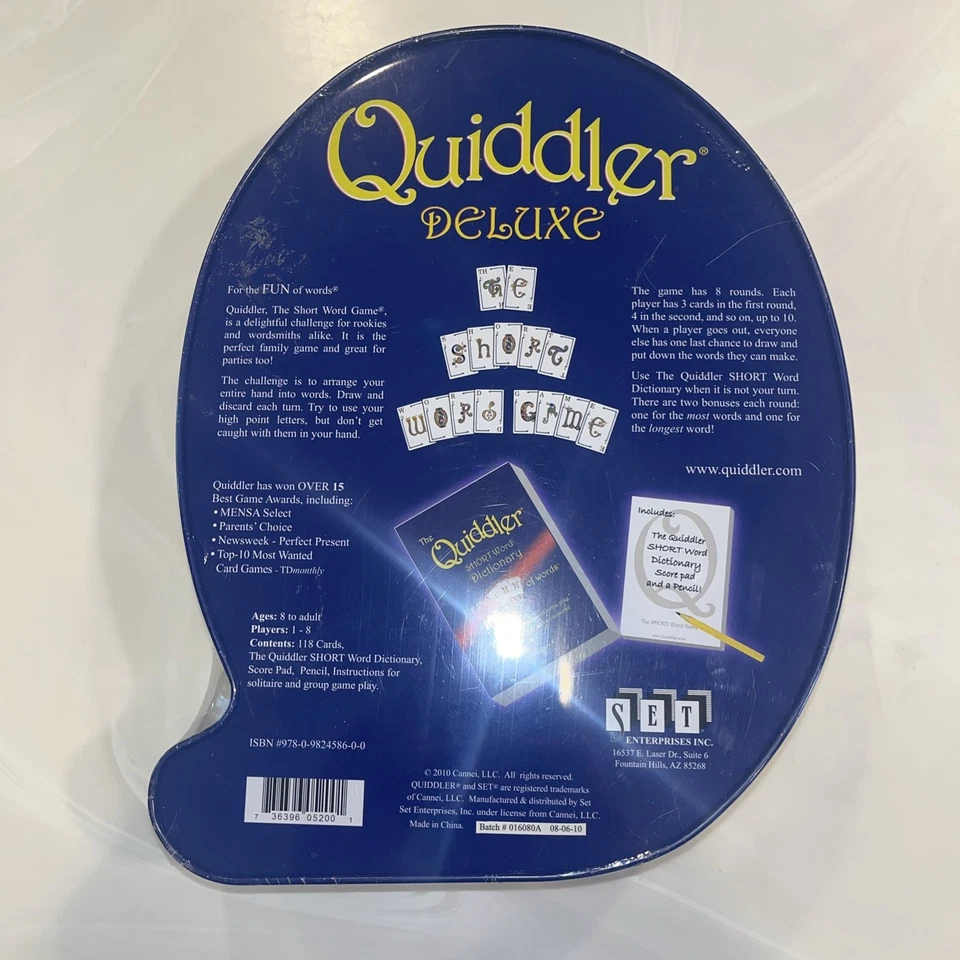 Quiddler®
DELUXE
TH E
THE
H E
S H O R T
SHORT
W O R D G A M E
WORD GAME
For the FUN of words®
Quiddler, The Short Word Game®,
is a delightful challenge for rookies
and wordsmiths alike. It is the
perfect family game and great for
parties too!
The challenge is to arrange your
entire hand into words. Draw and
discard each turn. Try to use your
high point letters, but don't get
caught with them in your hand.
The game has 8 rounds. Each
player has 3 cards in the first round,
4 in the second, and so on, up to 10.
When a player goes out, everyone
else has one last chance to draw and
put down the words they can make.
Use The Quiddler SHORT Word
Dictionary when it is not your turn.
There are two bonuses each round:
one for the most words and one for
the longest word!
www.quiddler.com
Quiddler has won OVER 15
Best Game Awards, including:
• MENSA Select
• Parents' Choice
• Newsweek - Perfect Present
• Top-10 Most Wanted
Card Games - TDmonthly
The
Quiddler®
SHORT Word
Dictionary
of words®
Includes:
The Quiddler
SHORT Word
Dictionary
Score pad
and a Pencil!
The SHORT Word Game
Ages: 8 to adult
Players: 1 - 8
Contents: 118 Cards,
The Quiddler SHORT Word Dictionary,
Score Pad, Pencil, Instructions for
solitaire and group game play.
SET
ENTERPRISES INC.
16537 E. Laser Dr., Suite 6
Fountain Hills, AZ 85268
ISBN #978-0-9824586-0-0
7 36396 05200 1
© 2010 Cannei, LLC. All rights reserved.
QUIDDLER® and SET® are registered trademarks
of Cannei, LLC. Manufactured & distributed by Set
Set Enterprises, Inc. under license from Cannei, LLC.
Made in China. Batch # 016080A 08-06-10